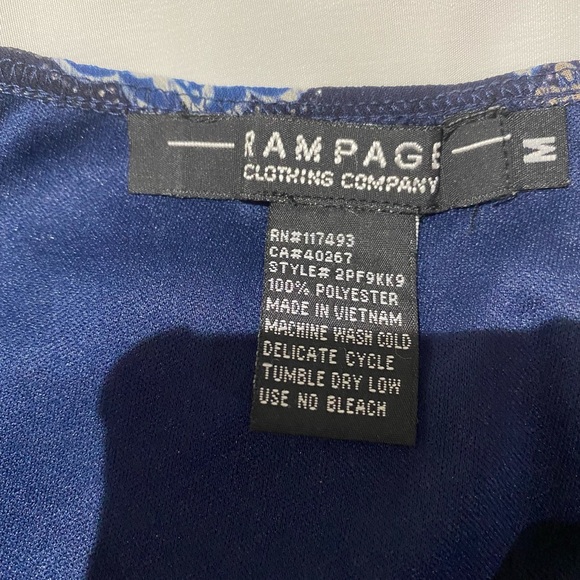 RAMPAGE
CLOTHING COMPANY
M
RN#117493
CA#40267
STYLE# 2PF9KK9
100% POLYESTER
MADE IN VIETNAM
MACHINE WASH COLD
DELICATE CYCLE
TUMBLE DRY LOW
USE NO BLEACH